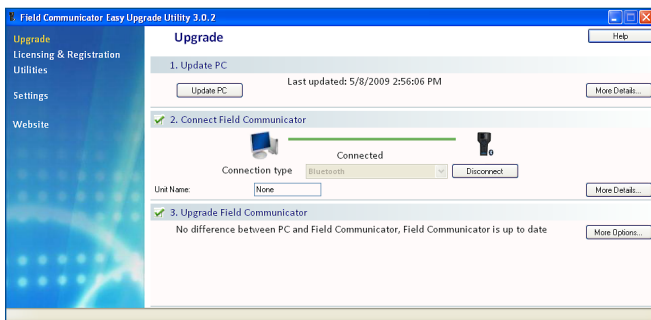 Field Communicator Easy Upgrade Utility 3.0.2
Upgrade
Licensing & Registration
Utilities
Settings
Website
Upgrade
Help
1. Update PC
Update PC
Last updated: 5/8/2009 2:56:06 PM
More Details...
2. Connect Field Communicator
Connected
Connection type
Bluetooth
Disconnect
Unit Name:
None
More Details...
3. Upgrade Field Communicator
No difference between PC and Field Communicator, Field Communicator is up to date
More Options...